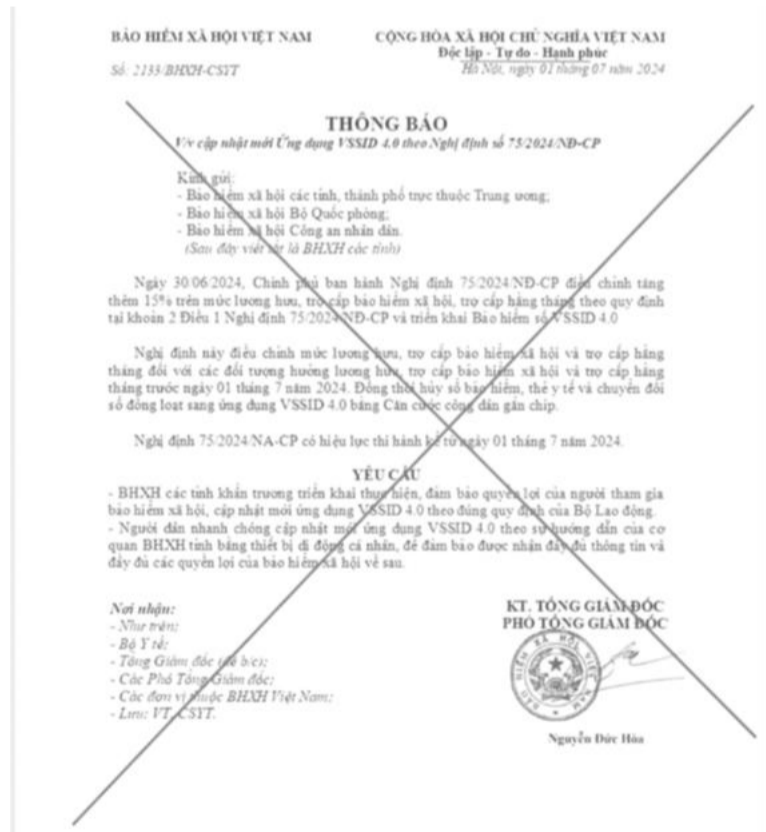 BẢO HIỂM XÃ HỘI VIỆT NAM
CỘNG HÒA XÃ HỘI CHỦ NGHĨA VIỆT NAM
Độc lập - Tự do - Hạnh phúc
Số: 2133/BHXH-CSYT
Hà Nội, ngày 01 tháng 07 năm 2024
THÔNG BÁO
V/v cập nhật mới Ứng dụng VSSID 4.0 theo Nghị định số 75/2024/NĐ-CP
Kính gửi:
- Bảo hiểm xã hội các tỉnh, thành phố trực thuộc Trung ương;
- Bảo hiểm xã hội Bộ Quốc phòng;
- Bảo hiểm xã hội Công an nhân dân.
(Sau đây viết tắt là BHXH các tỉnh)
Ngày 30/06/2024, Chính phủ ban hành Nghị định 75/2024/NĐ-CP điều chỉnh tăng
thêm 15% trên mức lương hưu, trợ cấp bảo hiểm xã hội, trợ cấp hằng tháng theo quy định
tại khoản 2 Điều 1 Nghị định 75/2024/NĐ-CP và triển khai Bảo hiểm số VSSID 4.0
Nghị định này điều chỉnh mức lương hưu, trợ cấp bảo hiểm xã hội và trợ cấp hằng
tháng đối với các đối tượng hưởng lương hưu, trợ cấp bảo hiểm xã hội và trợ cấp hằng
tháng trước ngày 01 tháng 7 năm 2024. Đồng thời hủy sổ bảo hiểm, thẻ y tế và chuyển đổi
số đồng loạt sang ứng dụng VSSID 4.0 bằng Căn cước công dân gắn chip.
Nghị định 75/2024/NA-CP có hiệu lực thi hành kể từ ngày 01 tháng 7 năm 2024.
YÊU CẦU
- BHXH các tỉnh khẩn trương triển khai thực hiện, đảm bảo quyền lợi của người tham gia
bảo hiểm xã hội, cập nhật mới ứng dụng VSSID 4.0 theo đúng quy định của Bộ Lao động.
- Người dân nhanh chóng cập nhật mới ứng dụng VSSID 4.0 theo sự hướng dẫn của cơ
quan BHXH tỉnh bằng thiết bị di động cá nhân, để đảm bảo được nhận đầy đủ thông tin và
đầy đủ các quyền lợi của bảo hiểm xã hội về sau.
Nơi nhận:
- Như trên;
- Bộ Y tế;
- Tổng Giám đốc (để b/c);
- Các Phó Tổng Giám đốc;
- Các đơn vị thuộc BHXH Việt Nam;
- Lưu: VT, CSYT.
KT. TỔNG GIÁM ĐỐC
PHÓ TỔNG GIÁM ĐỐC
BẢO HIỂM XÃ HỘI VIỆT NAM
Nguyễn Đức Hòa